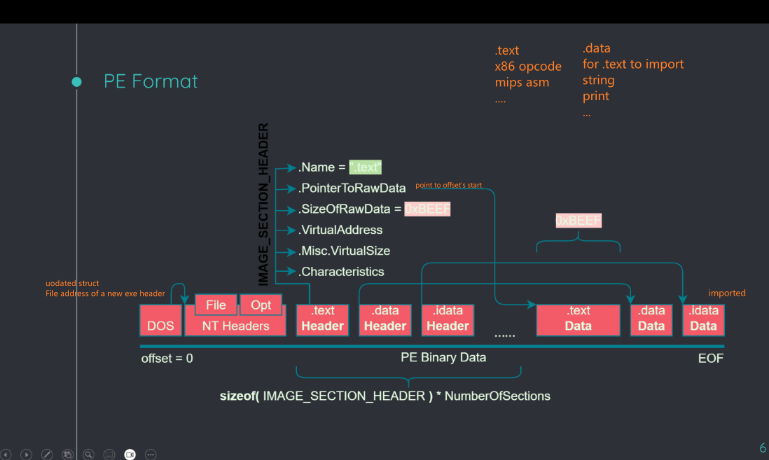 PE Format
.text
x86 opcode
mips asm
....
.data
for .text to import
string
print
...
IMAGE_SECTION_HEADER
.Name = ".text"
.PointerToRawData
point to offset's start
.SizeOfRawData = 0xBEEF
.VirtualAddress
.Misc.VirtualSize
.Characteristics
0xBEEF
uodated struct
File address of a new exe header
imported
File
Opt
DOS
NT Headers
.text
Header
.data
Header
.idata
Header
......
.text
Data
.data
Data
.idata
Data
offset = 0
PE Binary Data
EOF
sizeof( IMAGE_SECTION_HEADER ) * NumberOfSections
6